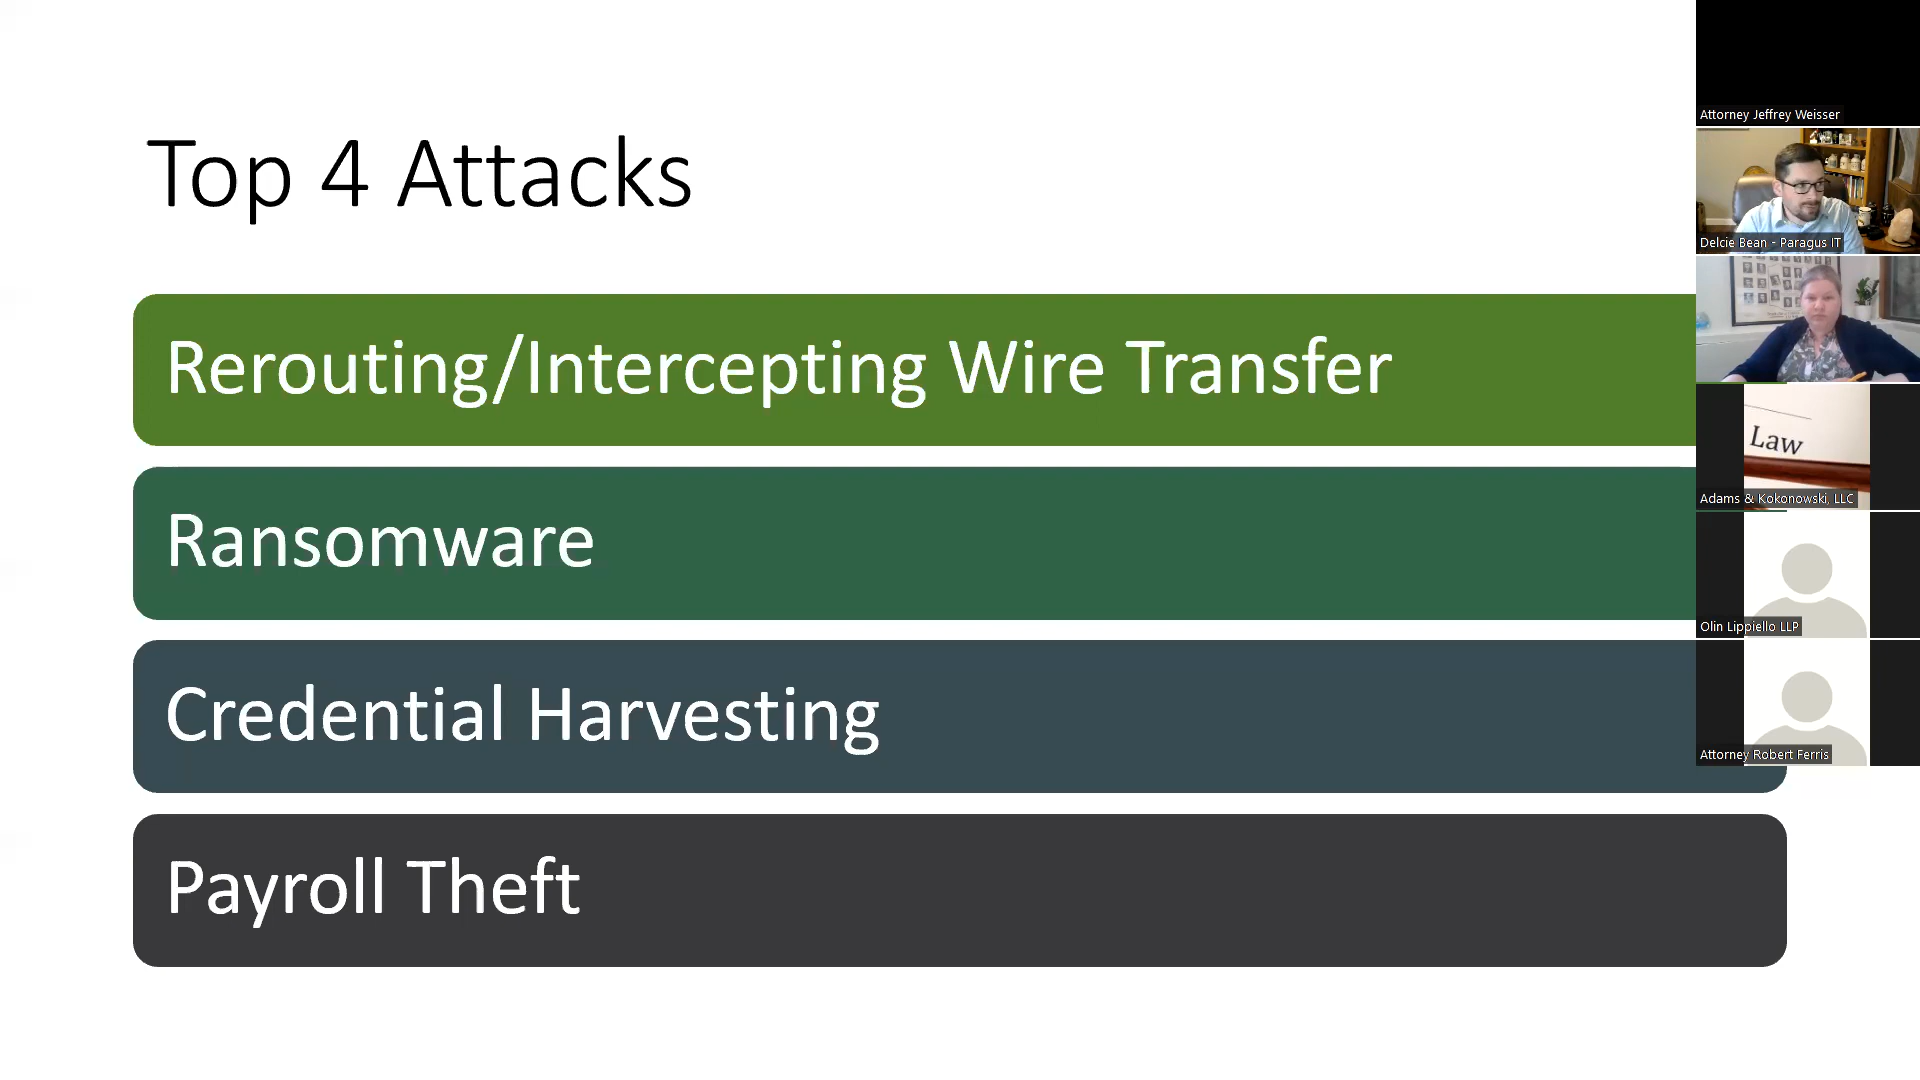 Top 4 Attacks
Rerouting/Intercepting Wire Transfer
Ransomware
Credential Harvesting
Payroll Theft
Attorney Jeffrey Weisser
Delcie Bean - Paragus IT
Law
Adams & Kokonowski, LLC
Olin Lippiello LLP
Attorney Robert Ferris